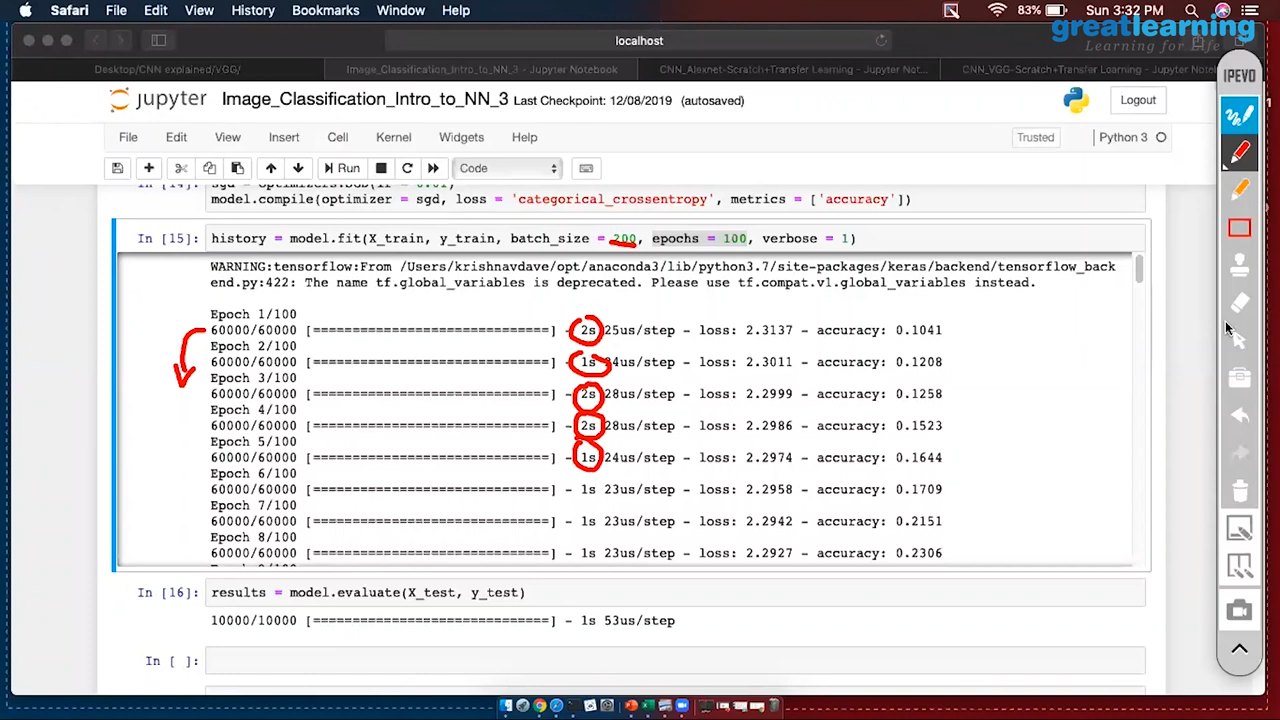 Safari File Edit View History Bookmarks Window Help 83% Sun 3:32 PM
greatlearning
Learning for Life
localhost
Desktop/CNN explained/VGG/ Image_Classification_Intro_to_NN_3 - Jupyter Notebook CNN_Alexnet-Scratch+Transfer Learning - Jupyter Not... CNN_VGG-Scratch+Transfer Learning - Jupyter
IPEVO
jupyter Image_Classification_Intro_to_NN_3 Last Checkpoint: 12/08/2019 (autosaved) Logout
File Edit View Insert Cell Kernel Widgets Help Trusted Python 3
Run Code
In [14]: sgd = optimizers.SGD(lr = 0.01)
model.compile(optimizer = sgd, loss = 'categorical_crossentropy', metrics = ['accuracy'])
In [15]: history = model.fit(X_train, y_train, batch_size = 200, epochs = 100, verbose = 1)
WARNING:tensorflow:From /Users/krishnavdave/opt/anaconda3/lib/python3.7/site-packages/keras/backend/tensorflow_back
end.py:422: The name tf.global_variables is deprecated. Please use tf.compat.v1.global_variables instead.
Epoch 1/100
60000/60000 [==============================] - 2s 25us/step - loss: 2.3137 - accuracy: 0.1041
Epoch 2/100
60000/60000 [==============================] - 1s 24us/step - loss: 2.3011 - accuracy: 0.1208
Epoch 3/100
60000/60000 [==============================] - 2s 28us/step - loss: 2.2999 - accuracy: 0.1258
Epoch 4/100
60000/60000 [==============================] - 2s 28us/step - loss: 2.2986 - accuracy: 0.1523
Epoch 5/100
60000/60000 [==============================] - 1s 24us/step - loss: 2.2974 - accuracy: 0.1644
Epoch 6/100
60000/60000 [==============================] - 1s 23us/step - loss: 2.2958 - accuracy: 0.1709
Epoch 7/100
60000/60000 [==============================] - 1s 23us/step - loss: 2.2942 - accuracy: 0.2151
Epoch 8/100
60000/60000 [==============================] - 1s 23us/step - loss: 2.2927 - accuracy: 0.2306
In [16]: results = model.evaluate(X_test, y_test)
10000/10000 [==============================] - 1s 53us/step
In [ ]: